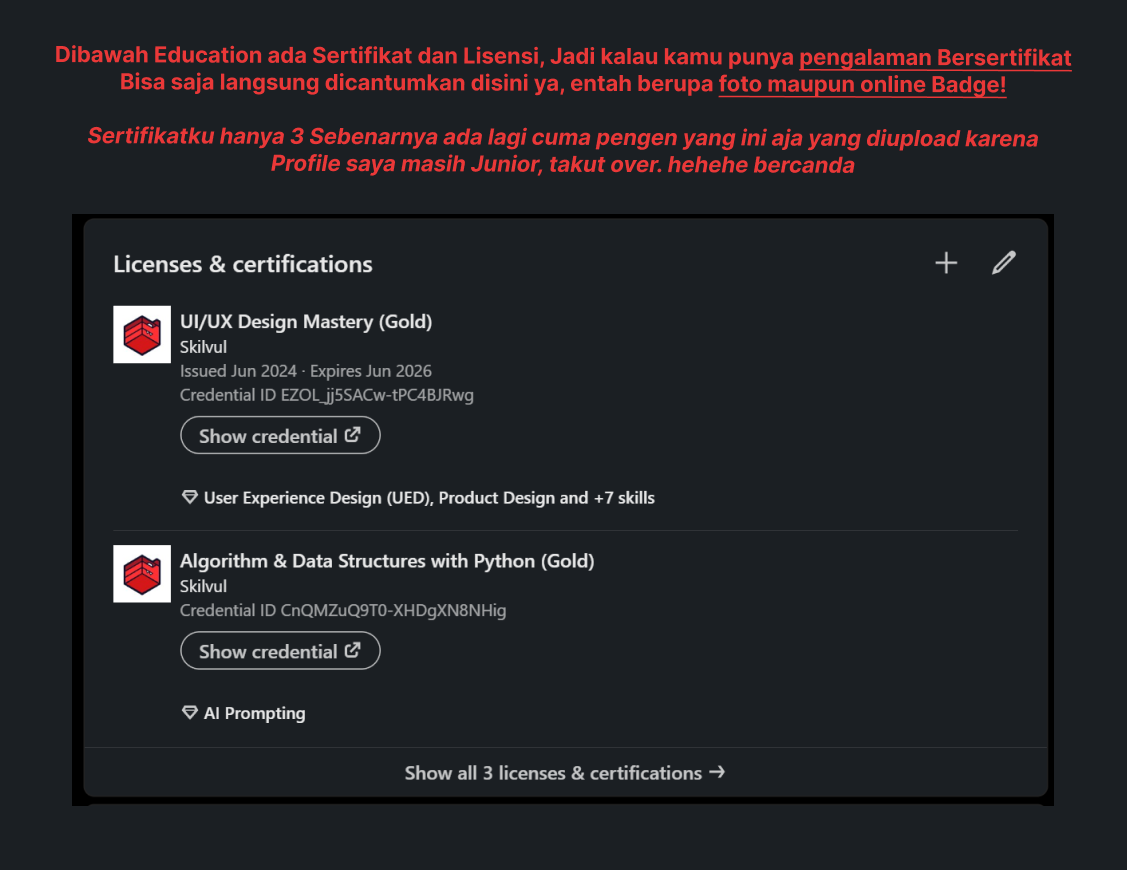 Dibawah Education ada Sertifikat dan Lisensi, Jadi kalau kamu punya pengalaman Bersertifikat
Bisa saja langsung dicantumkan disini ya, entah berupa foto maupun online Badge!
Sertifikatku hanya 3 Sebenarnya ada lagi cuma pengen yang ini aja yang diupload karena
Profile saya masih Junior, takut over. hehehe bercanda
Licenses & certifications
UI/UX Design Mastery (Gold)
Skilvul
Issued Jun 2024 · Expires Jun 2026
Credential ID EZOL_jj5SACw-tPC4BJRwg
Show credential
User Experience Design (UED), Product Design and +7 skills
Algorithm & Data Structures with Python (Gold)
Skilvul
Credential ID CnQMZuQ9T0-XHDgXN8NHig
Show credential
AI Prompting
Show all 3 licenses & certifications →